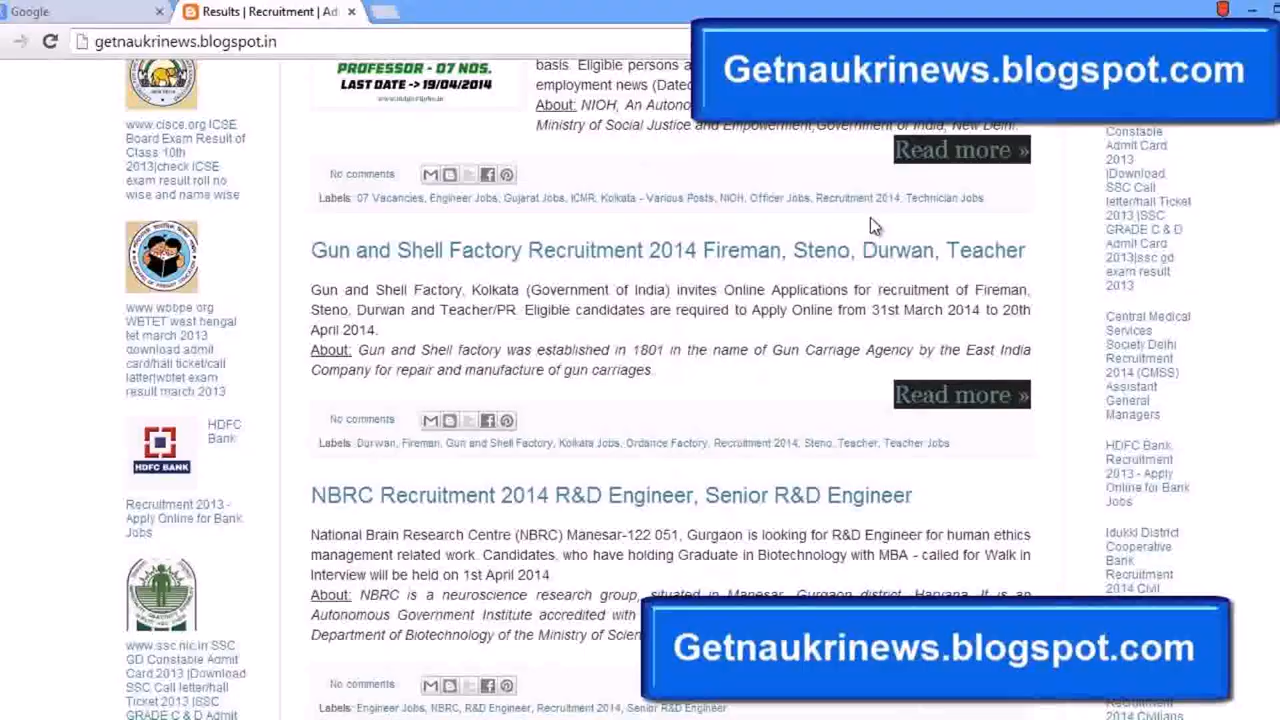 Google
Results | Recruitment | Ad
getnaukrinews.blogspot.in
Getnaukrinews.blogspot.com
www.cisce.org ICSE
Board Exam Result of
Class 10th
2013|check ICSE
exam result roll no
wise and name wise
www wbbpe org
WBTET west bengal
tet march 2013
download admit
card/hall ticket/call
latter|wbtet exam
result march 2013
HDFC
Bank
HDFC BANK
Recruitment 2013 -
Apply Online for Bank
Jobs
www.ssc.nic.in SSC
GD Constable Admit
Card 2013 |Download
SSC Call letter/hall
Ticket 2013 |SSC
GRADE C & D Admit
PROFESSOR - 07 NOS.
LAST DATE -> 19/04/2014
basis. Eligible persons a
employment news (Dated
About: NIOH, An Autono
Ministry of Social Justice and Empowerment,Government of India, New Delhi.
Read more »
No comments
Labels: 07 Vacancies, Engineer Jobs, Gujarat Jobs, ICMR, Kolkata - Various Posts, NIOH, Officer Jobs, Recruitment 2014, Technician Jobs
Gun and Shell Factory Recruitment 2014 Fireman, Steno, Durwan, Teacher
Gun and Shell Factory, Kolkata (Government of India) invites Online Applications for recruitment of Fireman,
Steno, Durwan and Teacher/PR. Eligible candidates are required to Apply Online from 31st March 2014 to 20th
April 2014.
About: Gun and Shell factory was established in 1801 in the name of Gun Carriage Agency by the East India
Company for repair and manufacture of gun carriages.
Read more »
No comments
Labels: Durwan, Fireman, Gun and Shell Factory, Kolkata Jobs, Ordance Factory, Recruitment 2014, Steno, Teacher, Teacher Jobs
NBRC Recruitment 2014 R&D Engineer, Senior R&D Engineer
National Brain Research Centre (NBRC) Manesar-122 051, Gurgaon is looking for R&D Engineer for human ethics
management related work. Candidates, who have holding Graduate in Biotechnology with MBA - called for Walk in
Interview will be held on 1st April 2014
About: NBRC is a neuroscience research group, situated in Manesar, Gurgaon district, Haryana. It is an
Autonomous Government Institute accredited with
Department of Biotechnology of the Ministry of Scien
No comments
Labels: Engineer Jobs, NBRC, R&D Engineer, Recruitment 2014, Senior R&D Engineer
Constable
Admit Card
2013
|Download
SSC Call
letter/hall Ticket
2013 |SSC
GRADE C & D
Admit Card
2013|ssc gd
exam result
2013
Central Medical
Services
Society Delhi
Recruitment
2014 (CMSS)
Assistant
General
Managers
HDFC Bank
Recruitment
2013 - Apply
Online for Bank
Jobs
Idukki District
Cooperative
Bank
Recruitment
2014 Civil
Getnaukrinews.blogspot.com
Recruitment
2014 Civilians